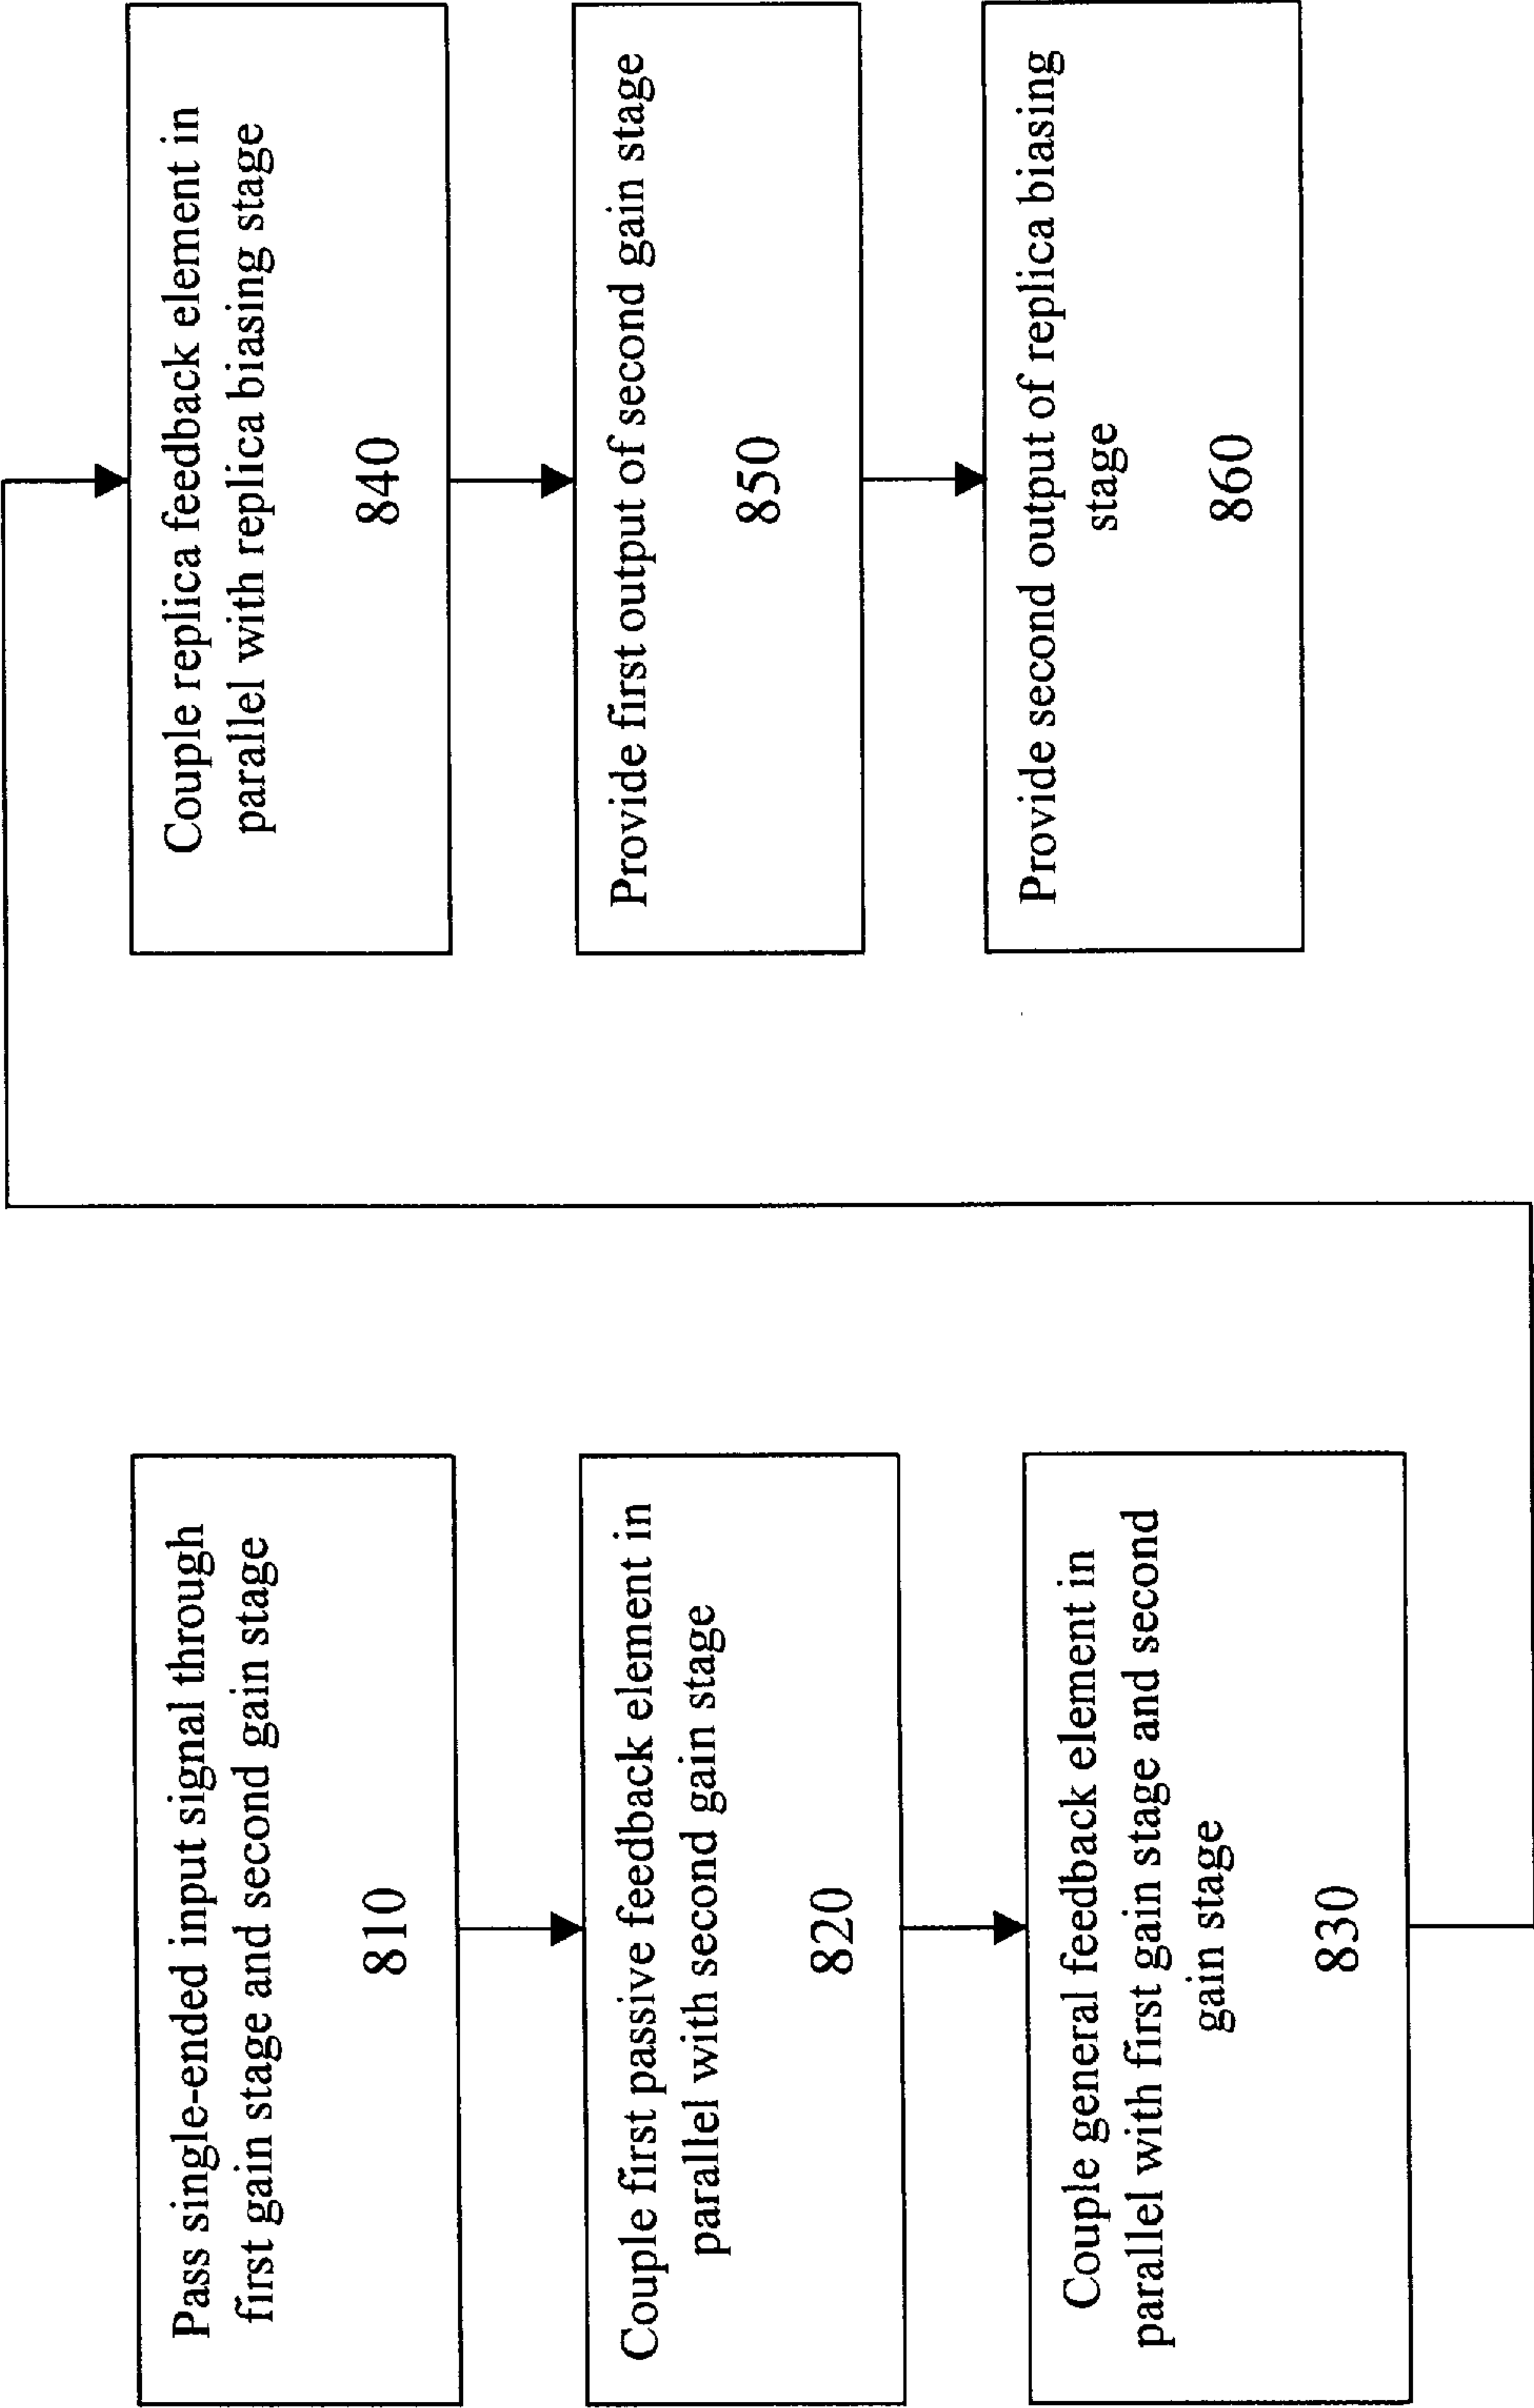 Pass single-ended input signal through
first gain stage and second gain stage
810
Couple first passive feedback element in
parallel with second gain stage
820
Couple general feedback element in
parallel with first gain stage and second
gain stage
830
Couple replica feedback element in
parallel with replica biasing stage
840
Provide first output of second gain stage
850
Provide second output of replica biasing
stage
860